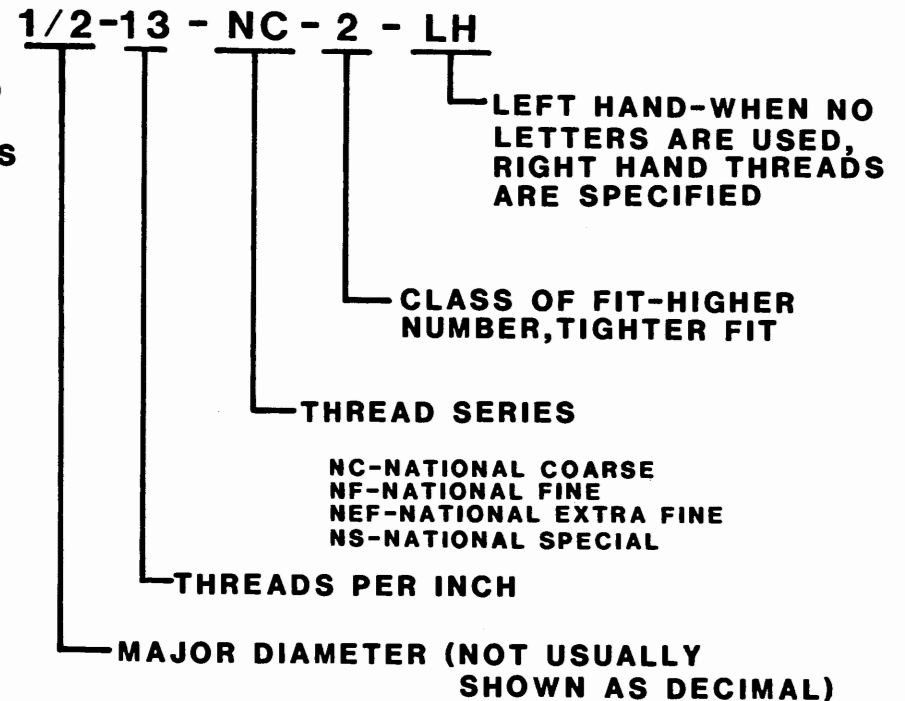 1/2-13 - NC - 2 - LH
S
LEFT HAND-WHEN NO
LETTERS ARE USED,
RIGHT HAND THREADS
ARE SPECIFIED
CLASS OF FIT-HIGHER
NUMBER,TIGHTER FIT
THREAD SERIES
NC-NATIONAL COARSE
NF-NATIONAL FINE
NEF-NATIONAL EXTRA FINE
NS-NATIONAL SPECIAL
THREADS PER INCH
MAJOR DIAMETER (NOT USUALLY
SHOWN AS DECIMAL)